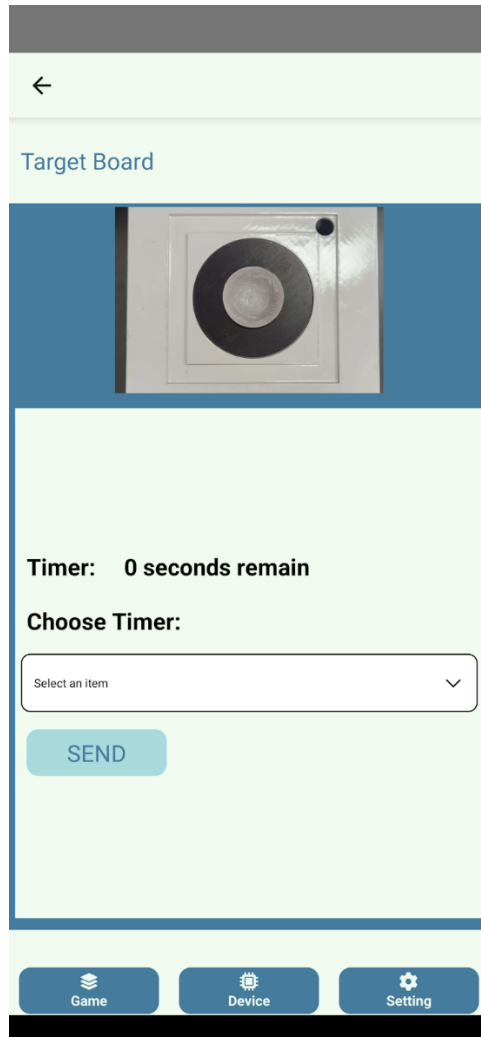 Target Board
Timer: 0 seconds remain
Choose Timer:
Select an item
SEND
Game Device Setting